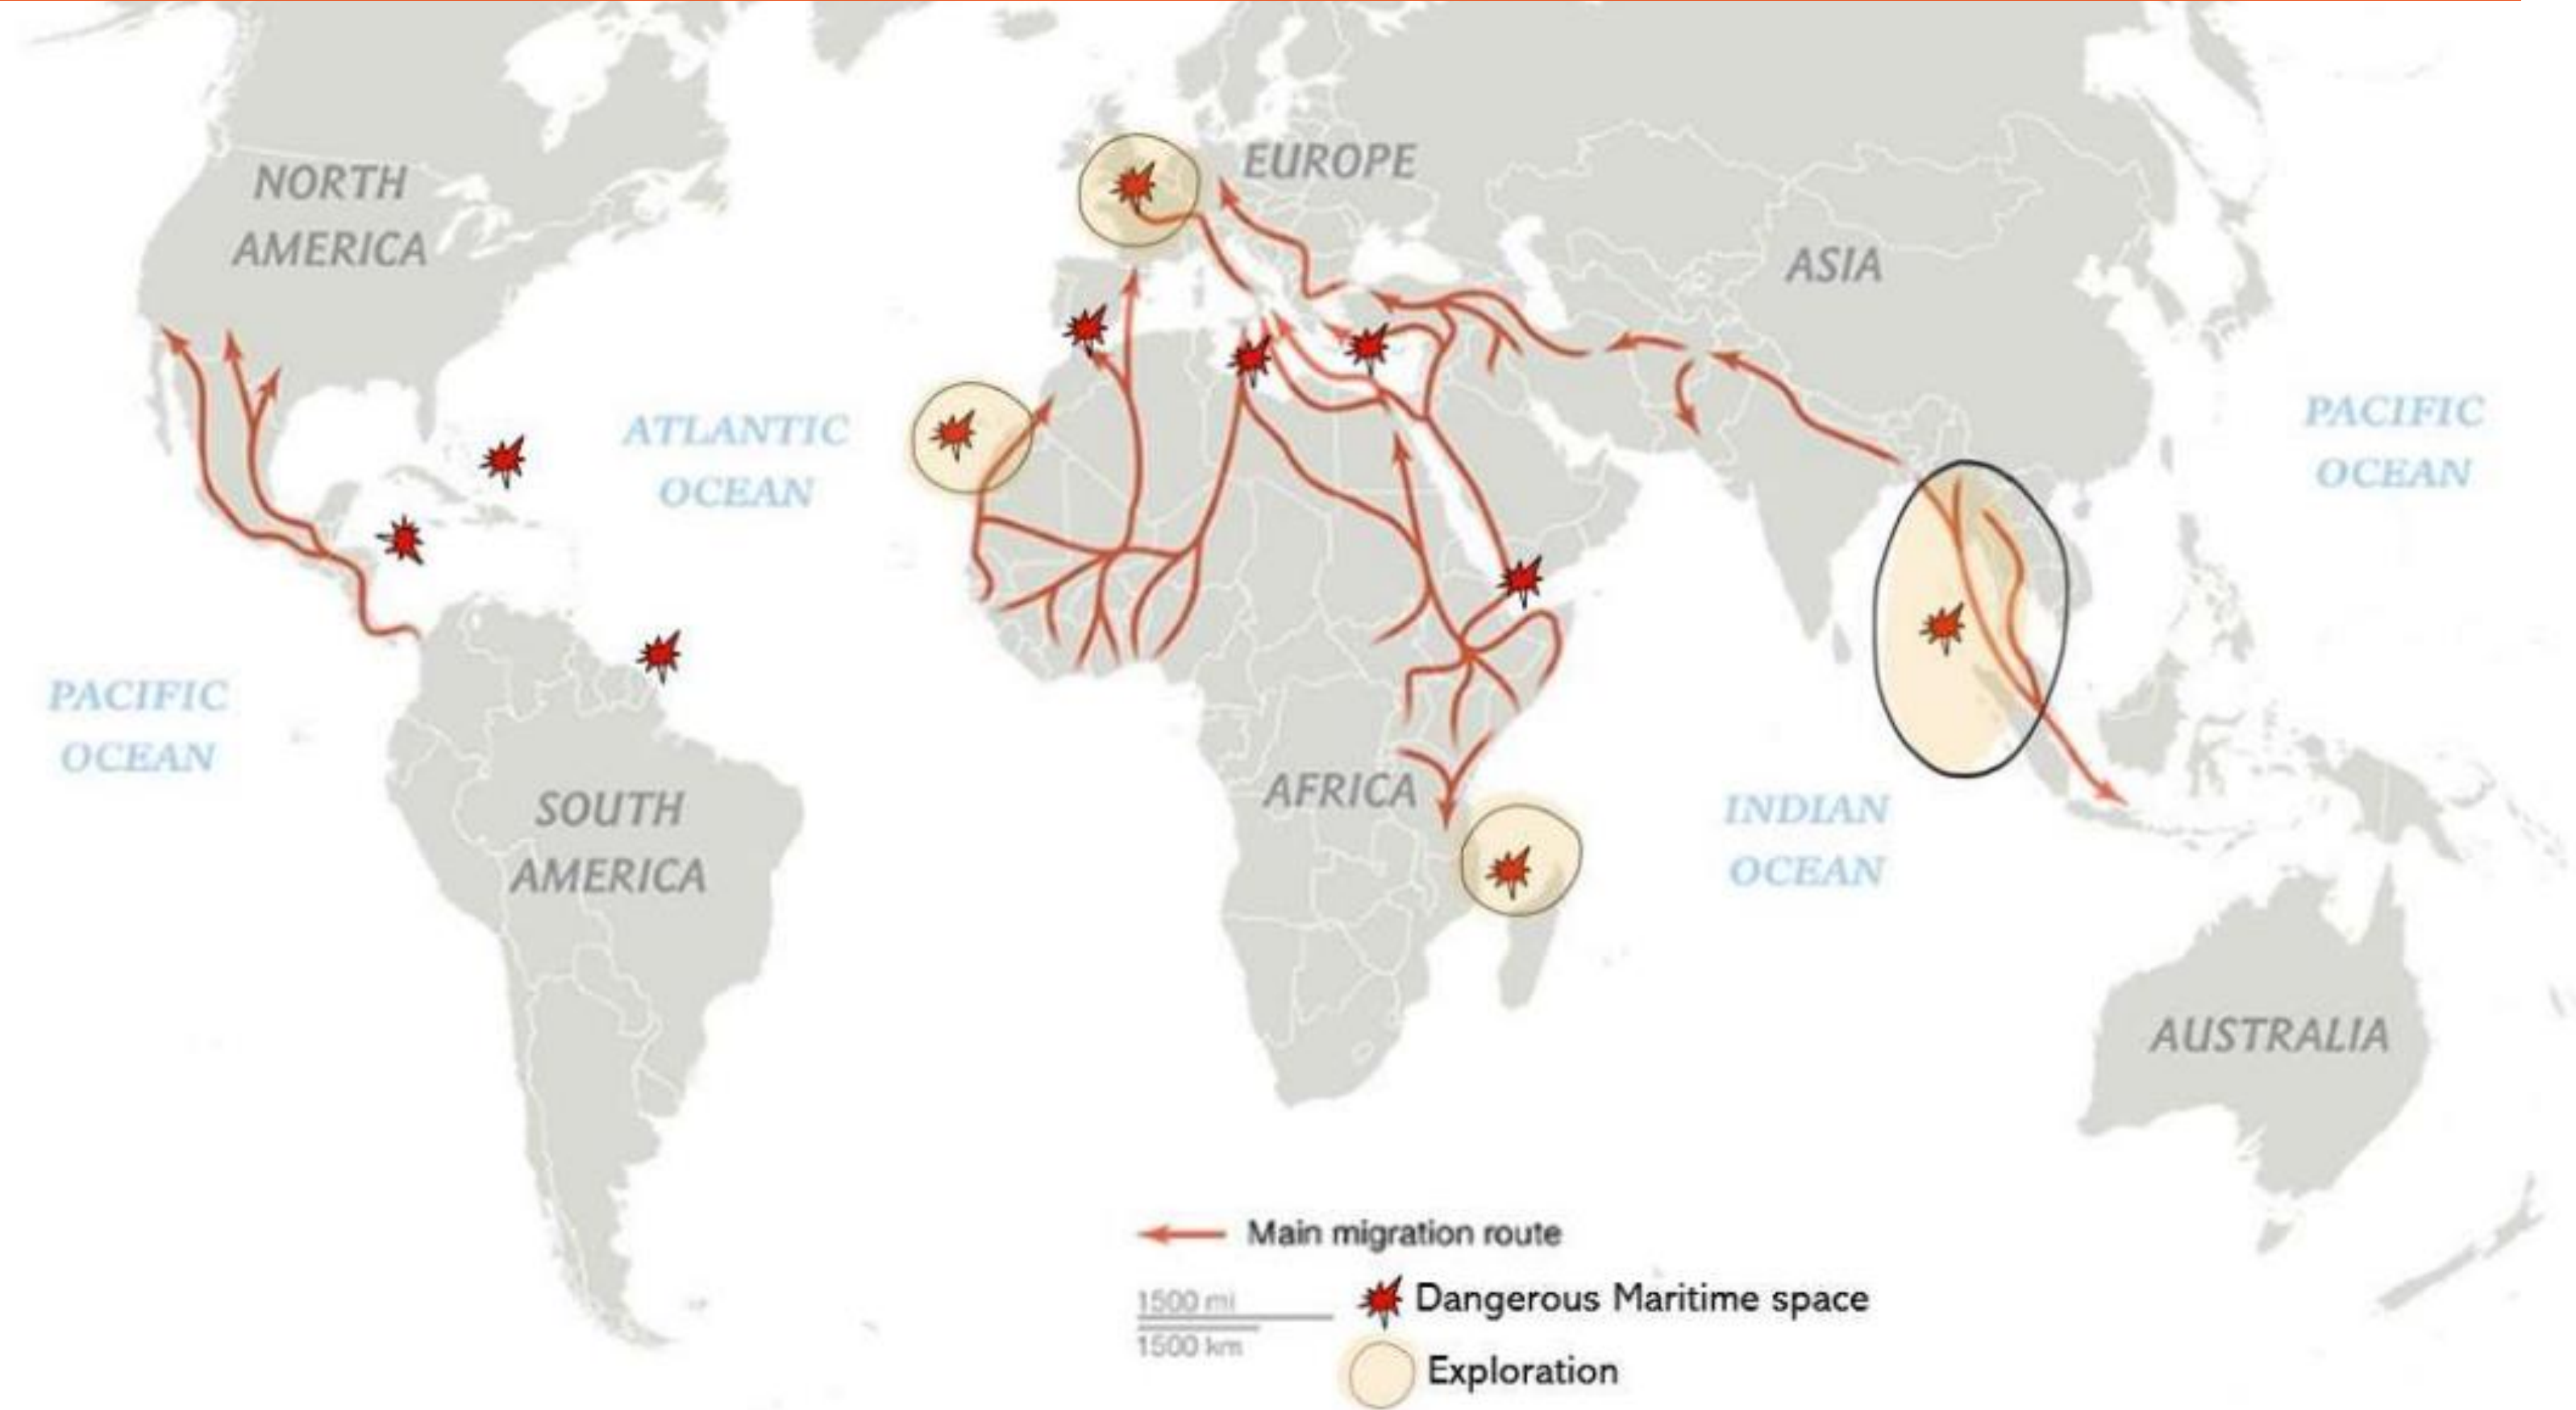 NORTH
AMERICA
EUROPE
ASIA
ATLANTIC
OCEAN
PACIFIC
OCEAN
PACIFIC
OCEAN
SOUTH
AMERICA
AFRICA
INDIAN
OCEAN
AUSTRALIA
Main migration route
1500 mi
1500 km
Dangerous Maritime space
Exploration